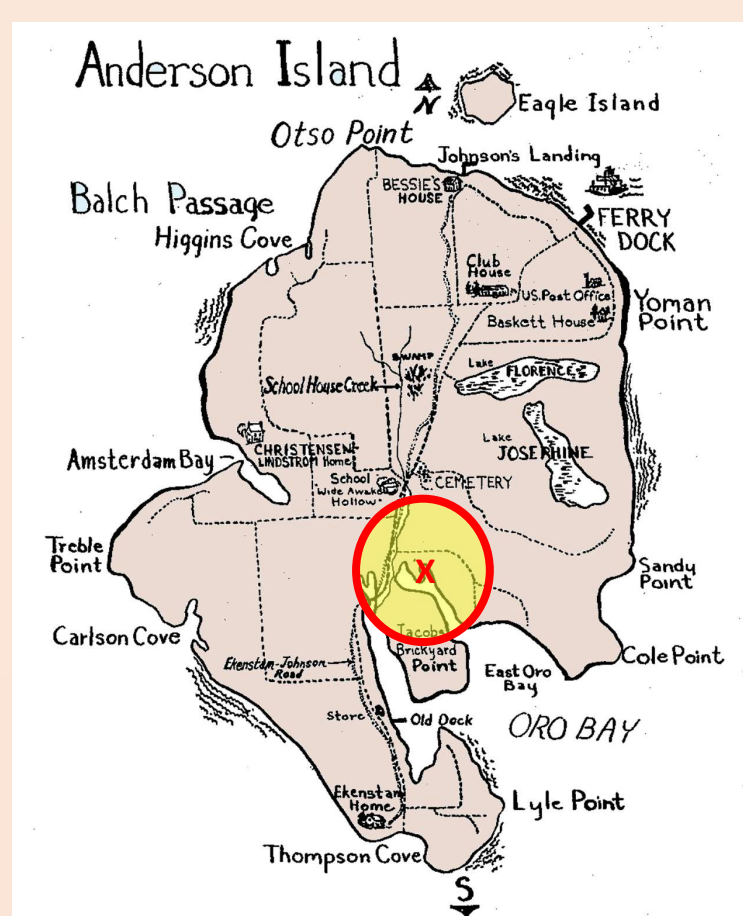 Anderson Island
N
Eagle Island
Otso Point
Johnson's Landing
BESSIE'S
HOUSE
Balch Passage
FERRY
DOCK
Higgins Cove
Club
House
U.S. Post Office
Yoman
Point
Baskett House
SWAMP
Lake
FLORENCE
School House Creek
Lake
JOSEPHINE
CHRISTENSEN
LINDSTROM Home
Amsterdam Bay
School
Wide Awake
Hollow
CEMETERY
Treble
Point
X
Sandy
Point
Carlson Cove
Jacobs
Brickyard
Point
Cole Point
Ekenstam-Johnson
Road
East Oro
Bay
Store
Old Dock
ORO BAY
Ekenstam
Home
Lyle Point
Thompson Cove
S